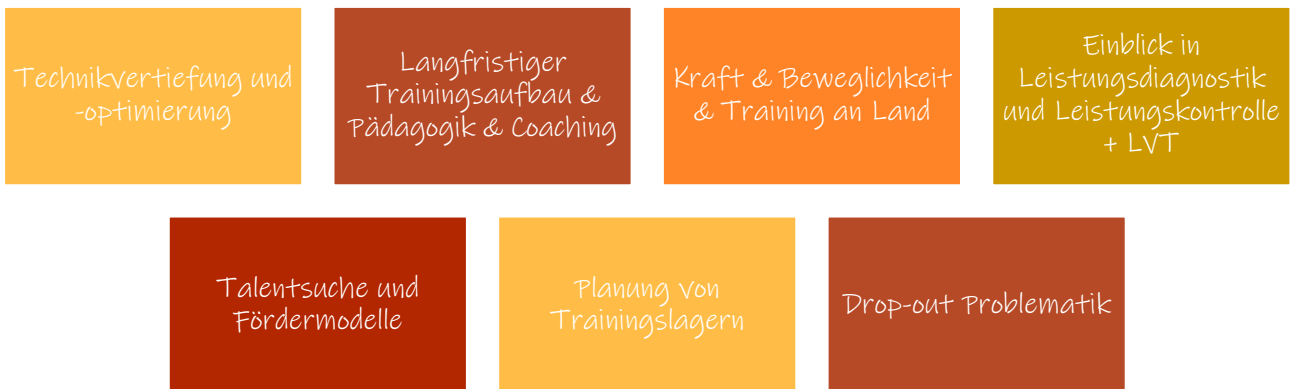 Technikvertiefung und
-optimierung
Langfristiger
Trainingsaufbau &
Pädagogik & Coaching
Kraft & Beweglichkeit
& Training an Land
Einblick in
Leistungsdiagnostik
und Leistungskontrolle
+ LVT
Talentsuche und
Fördermodelle
Planung von
Trainingslagern
Drop-out Problematik